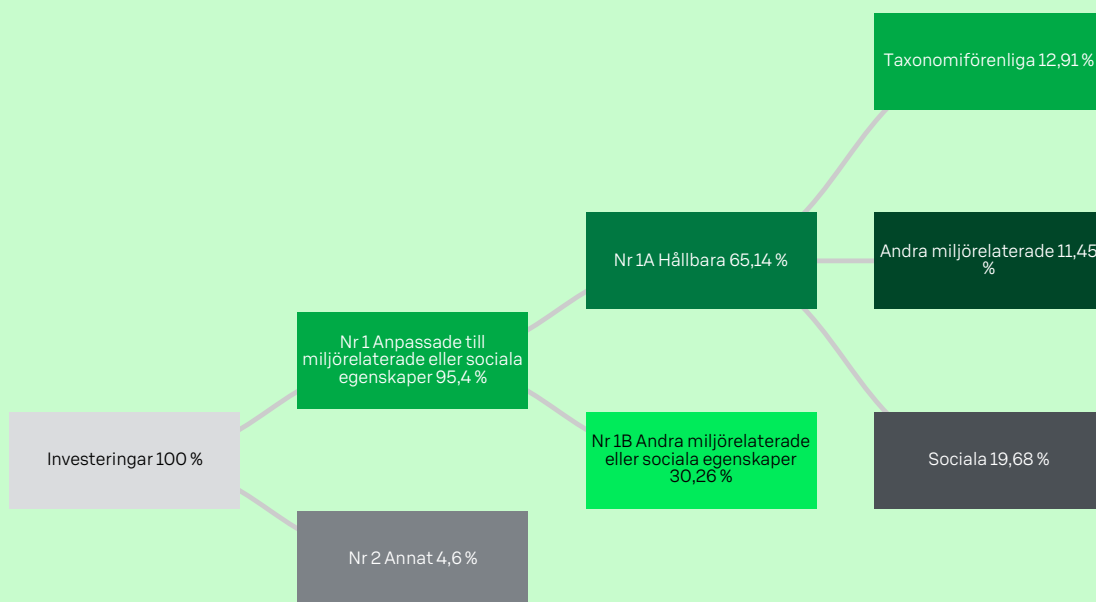 Taxonomiförenliga 12,91 %
Nr 1A Hållbara 65,14 %
Andra miljörelaterade 11,45
%
Nr 1 Anpassade till
miljörelaterade eller sociala
egenskaper 95,4 %
Investeringar 100 %
Nr 1B Andra miljörelaterade
eller sociala egenskaper
30,26 %
Sociala 19,68 %
Nr 2 Annat 4,6 %